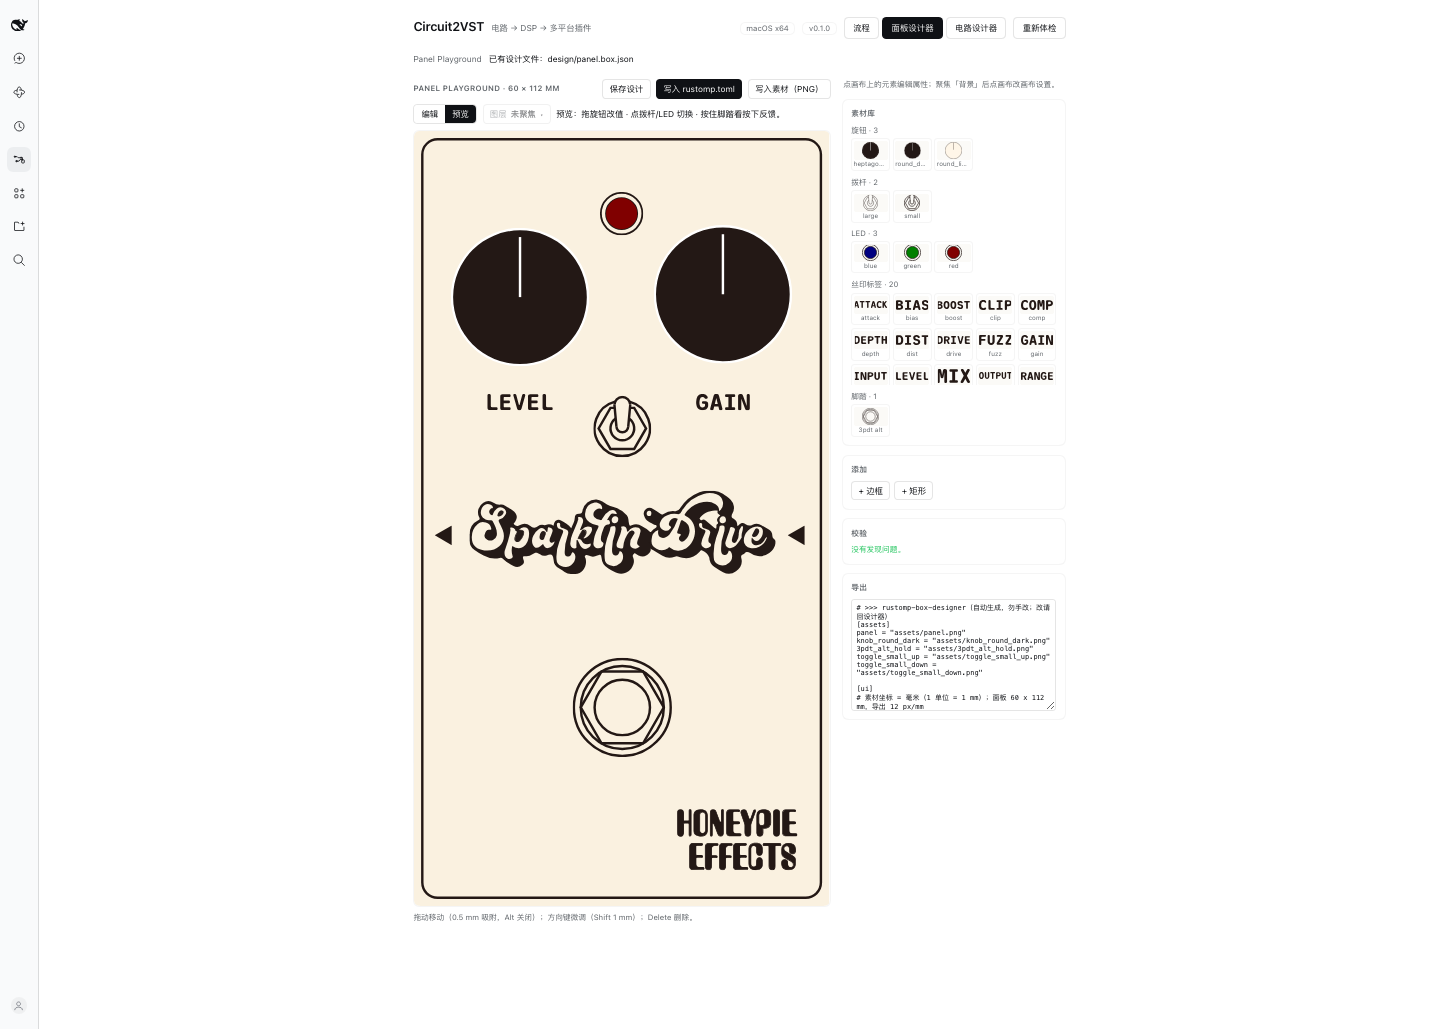 Circuit2VST 电路 → DSP → 多平台插件 macOS x64 v0.1.0 流程 面板设计器 电路设计器 重新体检
Panel Playground 已有设计文件: design/panel.box.json
PANEL PLAYGROUND · 60 × 112 MM 保存设计 写入 rustomp.toml 写入素材（PNG）
点画布上的元素编辑属性；聚焦「背景」后点画布改画布设置。
编辑 预览 图层 未聚焦 预览：拖旋钮改值 · 点拨杆/LED 切换 · 按住脚踏看按下反馈。
LEVEL GAIN
Sparklin Drive
HONEYPIE
EFFECTS
拖动移动（0.5 mm 吸附，Alt 关闭）；方向键微调（Shift 1 mm）；Delete 删除。
素材库
旋钮 · 3
heptago... round_d... round_li...
拨杆 · 2
large small
LED · 3
blue green red
丝印标签 · 20
ATTACK BIAS BOOST CLIP COMP
attack bias boost clip comp
DEPTH DIST DRIVE FUZZ GAIN
depth dist drive fuzz gain
INPUT LEVEL MIX OUTPUT RANGE
脚踏 · 1
3pdt alt
添加
+ 边框 + 矩形
校验
没有发现问题。
导出
# >>> rustomp-box-designer（自动生成，勿手改；改请
回设计器）
[assets]
panel = "assets/panel.png"
knob_round_dark = "assets/knob_round_dark.png"
3pdt_alt_hold = "assets/3pdt_alt_hold.png"
toggle_small_up = "assets/toggle_small_up.png"
toggle_small_down =
"assets/toggle_small_down.png"
[ui]
# 素材坐标 = 毫米（1 单位 = 1 mm）；面板 60 x 112
mm，导出 12 px/mm